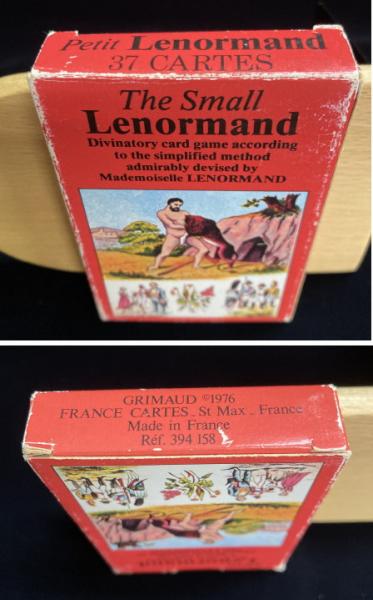 Petit Lenormand
37 CARTES
The Small
Lenormand
Divinatory card game according
to the simplified method
admirably devised by
Mademoiselle LENORMAND
GRIMAUD ©1976
FRANCE CARTES _ St Max _ France
Made in France
Réf. 394 158